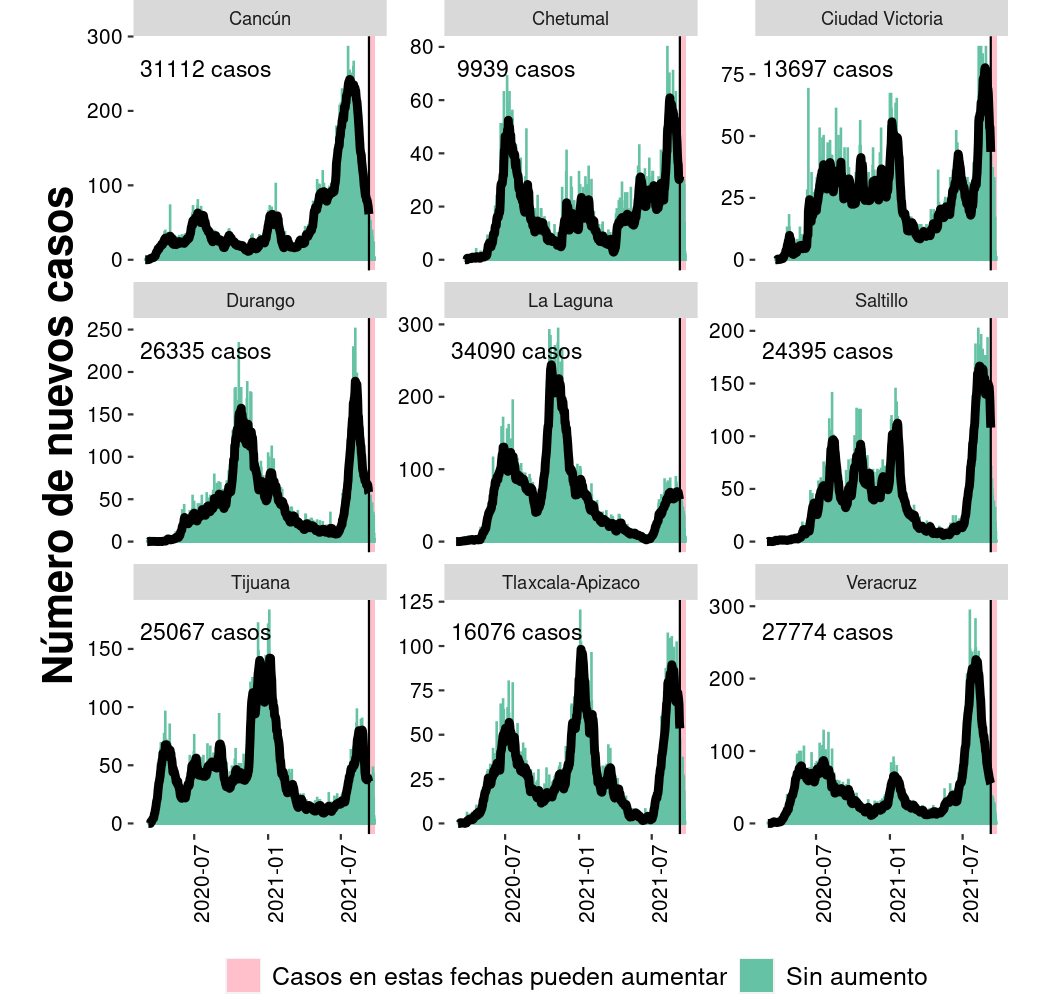 Número de nuevos casos
Cancún
Chetumal
Ciudad Victoria
300
200
100
0
31112 casos
80
60
40
20
0
9939 casos
75
50
25
0
13697 casos
Durango
La Laguna
Saltillo
250
200
150
100
50
0
26335 casos
300
200
100
0
34090 casos
200
150
100
50
0
24395 casos
Tijuana
Tlaxcala-Apizaco
Veracruz
150
100
50
0
25067 casos
125
100
75
50
25
0
16076 casos
300
200
100
0
27774 casos
2020-07
2021-01
2021-07
2020-07
2021-01
2021-07
2020-07
2021-01
2021-07
Casos en estas fechas pueden aumentar
Sin aumento